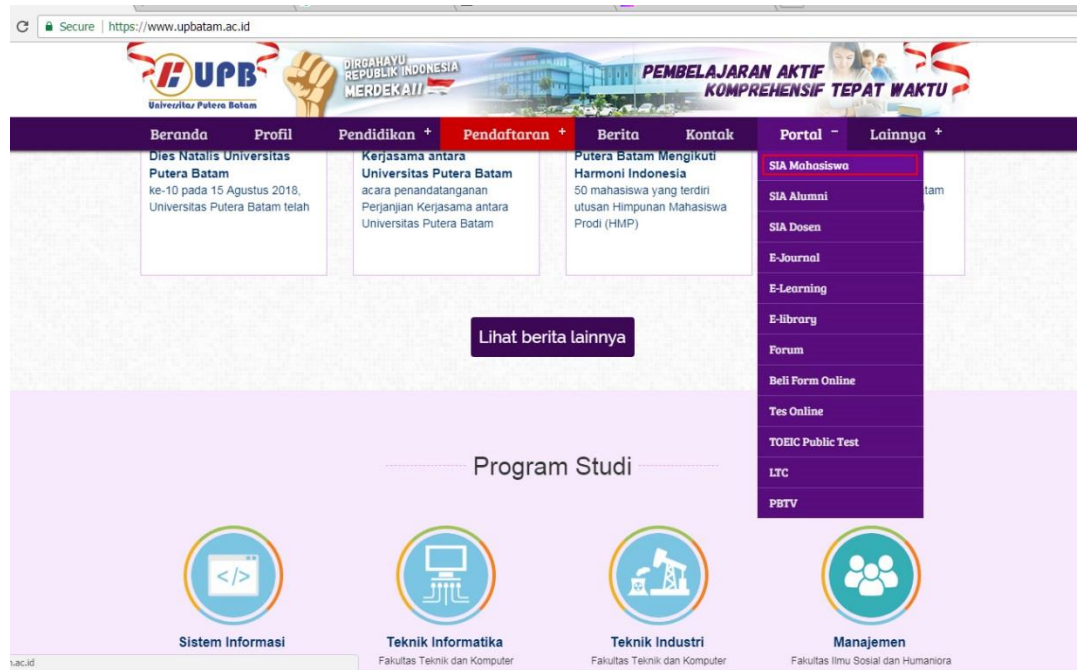 Secure | https://www.upbatam.ac.id
UPB
Universitas Putera Batam
DIRGAHAYU
REPUBLIK INDONESIA
MERDEKA!!
PEMBELAJARAN AKTIF
KOMPREHENSIF TEPAT WAKTU
Beranda Profil Pendidikan + Pendaftaran + Berita Kontak Portal - Lainnya +
Dies Natalis Universitas
Putera Batam
ke-10 pada 15 Agustus 2018,
Universitas Putera Batam telah
Kerjasama antara
Universitas Putera Batam
acara penandatanganan
Perjanjian Kerjasama antara
Universitas Putera Batam
Putera Batam Mengikuti
Harmoni Indonesia
50 mahasiswa yang terdiri
utusan Himpunan Mahasiswa
Prodi (HMP)
tam
SIA Mahasiswa
SIA Alumni
SIA Dosen
E-Journal
E-Learning
E-library
Forum
Beli Form Online
Tes Online
TOEIC Public Test
LTC
PBTV
Lihat berita lainnya
Program Studi
</>
Sistem Informasi
Teknik Informatika
Fakultas Teknik dan Komputer
Teknik Industri
Fakultas Teknik dan Komputer
Manajemen
Fakultas Ilmu Sosial dan Humaniora
n.ac.id